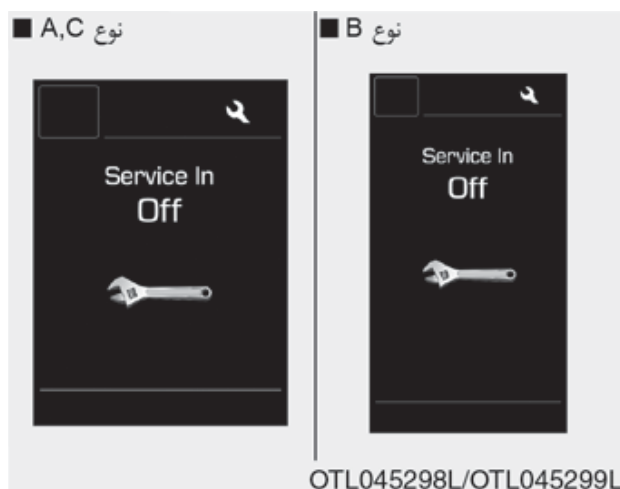 ■ A,C نوع
Service In
Off
■ B نوع
Service In
Off
OTL045298L/OTL045299L